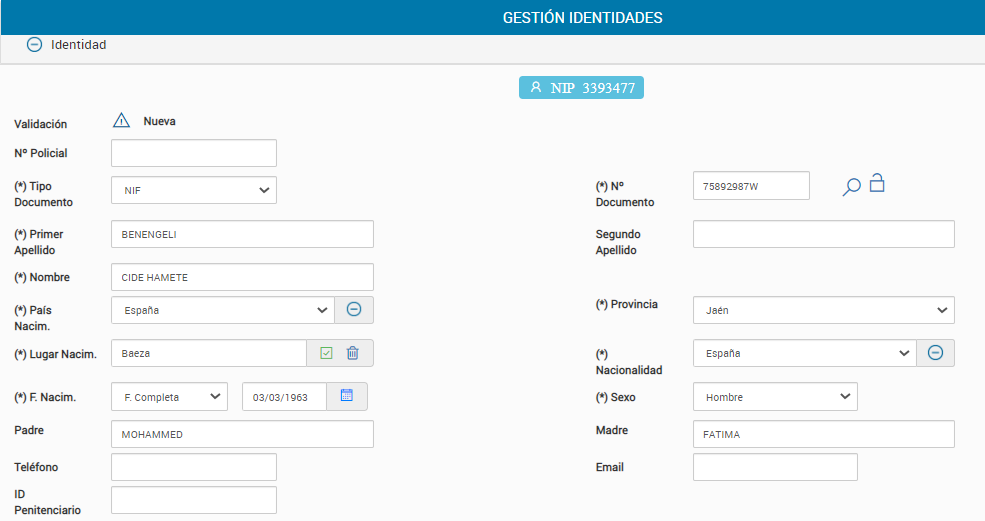 GESTIÓN IDENTIDADES
Identidad
NIP 3393477
Validación Nueva
Nº Policial
(*) Tipo Documento NIF (*) Nº Documento 75892987W
(*) Primer Apellido BENENGELI Segundo Apellido
(*) Nombre CIDE HAMETE
(*) País Nacim. España (*) Provincia Jaén
(*) Lugar Nacim. Baeza (*) Nacionalidad España
(*) F. Nacim. F. Completa 03/03/1963 (*) Sexo Hombre
Padre MOHAMMED Madre FATIMA
Teléfono Email
ID Penitenciario